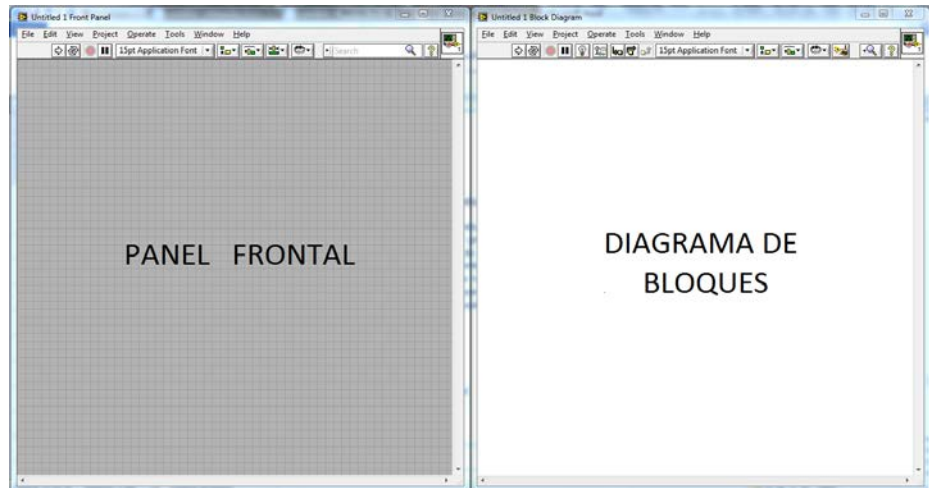 Untitled 1 Front Panel
File Edit View Project Operate Tools Window Help
15pt Application Font
Search
PANEL FRONTAL
Untitled 1 Block Diagram
File Edit View Project Operate Tools Window Help
15pt Application Font
DIAGRAMA DE
BLOQUES